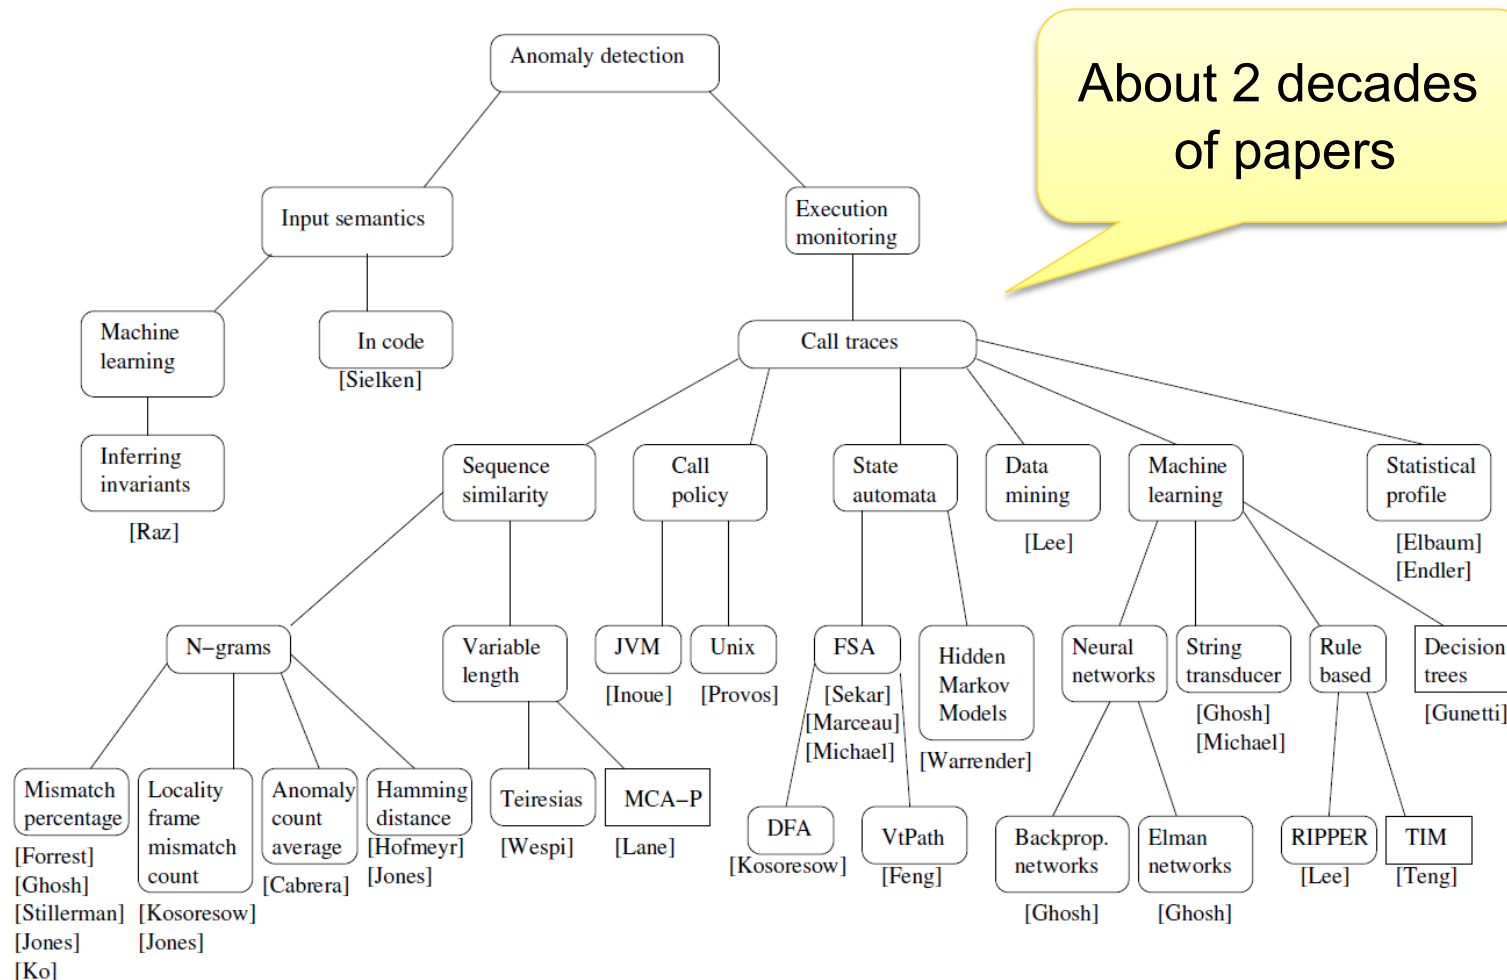 About 2 decades
of papers
Anomaly detection
Input semantics
Execution
monitoring
Machine
learning
In code
[Sielken]
Call traces
Inferring
invariants
[Raz]
Sequence
similarity
Call
policy
State
automata
Data
mining
[Lee]
Machine
learning
Statistical
profile
[Elbaum]
[Endler]
N−grams
Variable
length
JVM
[Inoue]
Unix
[Provos]
FSA
[Sekar]
[Marceau]
[Michael]
Hidden
Markov
Models
[Warrender]
Neural
networks
String
transducer
[Ghosh]
[Michael]
Rule
based
Decision
trees
[Gunetti]
Mismatch
percentage
[Forrest]
[Ghosh]
[Stillerman]
[Jones]
[Ko]
Locality
frame
mismatch
count
[Kosoresow]
[Jones]
Anomaly
count
average
[Cabrera]
Hamming
distance
[Hofmeyr]
[Jones]
Teiresias
[Wespi]
MCA−P
[Lane]
DFA
[Kosoresow]
VtPath
[Feng]
Backprop.
networks
[Ghosh]
Elman
networks
[Ghosh]
RIPPER
[Lee]
TIM
[Teng]